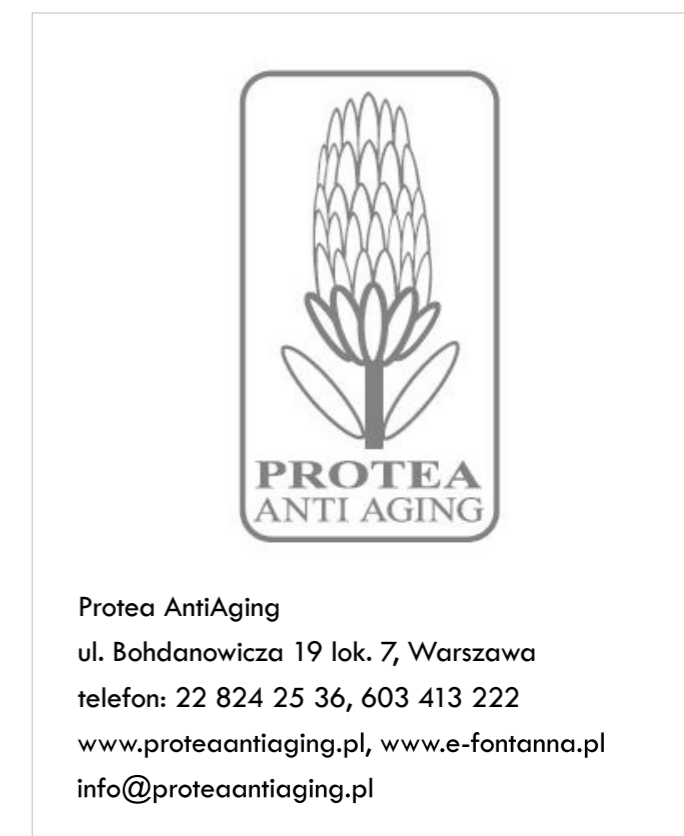 PROTEA
ANTI AGING
Protea AntiAging
ul. Bohdanowicza 19 lok. 7, Warszawa
telefon: 22 824 25 36, 603 413 222
www.proteaantiaging.pl, www.e-fontanna.pl
info@proteaantiaging.pl